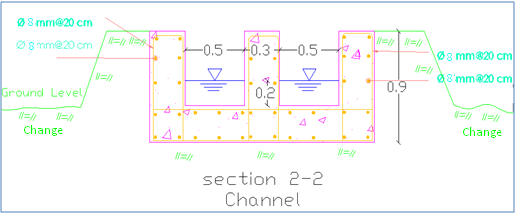 Ø 8 mm@20 cm
Ø 8 mm@20 cm
0.5
0.3
0.5
Ø 8 mm@20 cm
Ø 8 mm@20 cm
0.2
0.9
Ground Level
Change
Change
section 2-2
Channel